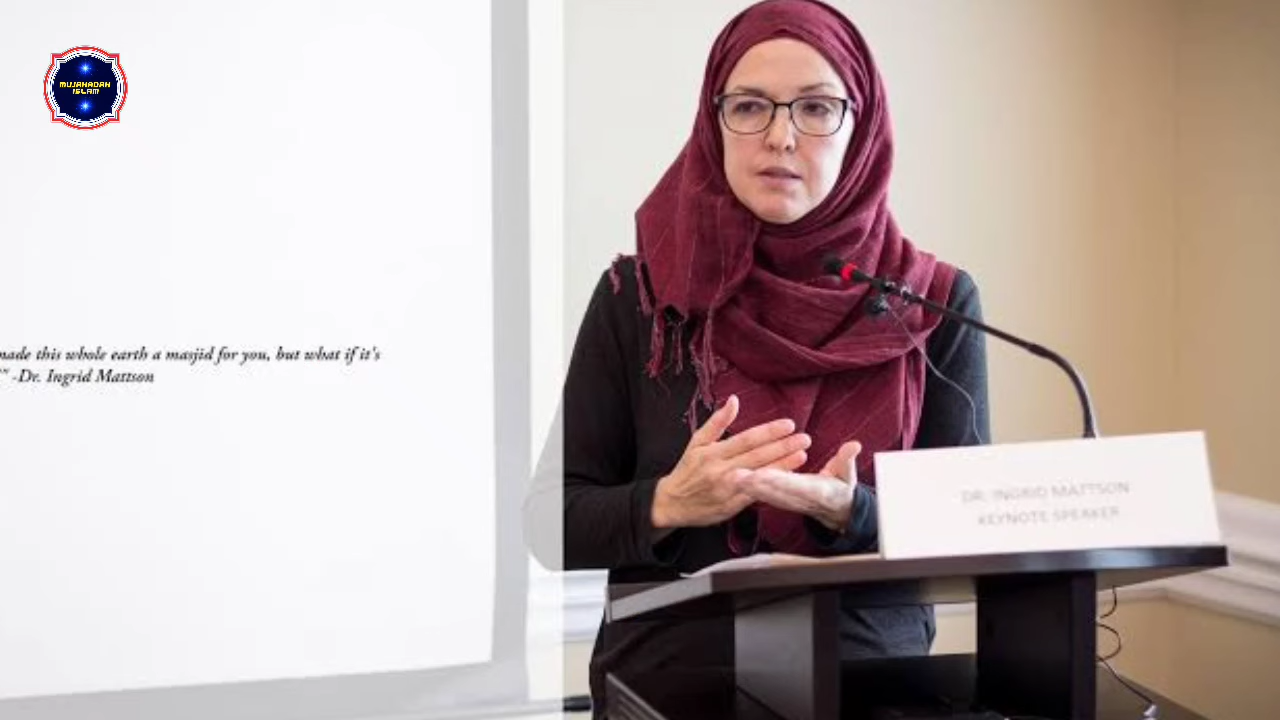 MUJAHADAH
ISLAM
made this whole earth a masjid for you, but what if it's
-Dr. Ingrid Mattson
DR. INGRID MATTSON
KEYNOTE SPEAKER